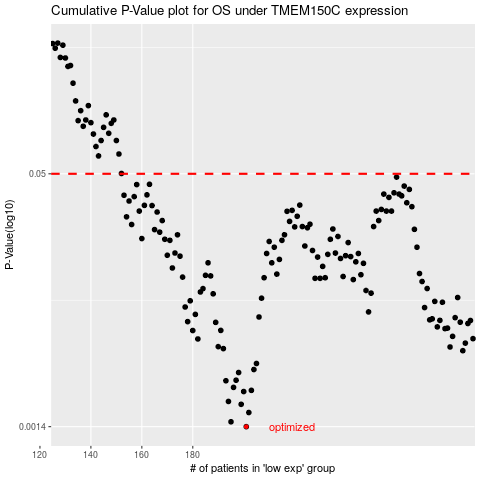 Cumulative P-Value plot for OS under TMEM150C expression
P-Value(log10)
0.05
0.0014
optimized
120 140 160 180
# of patients in 'low exp' group